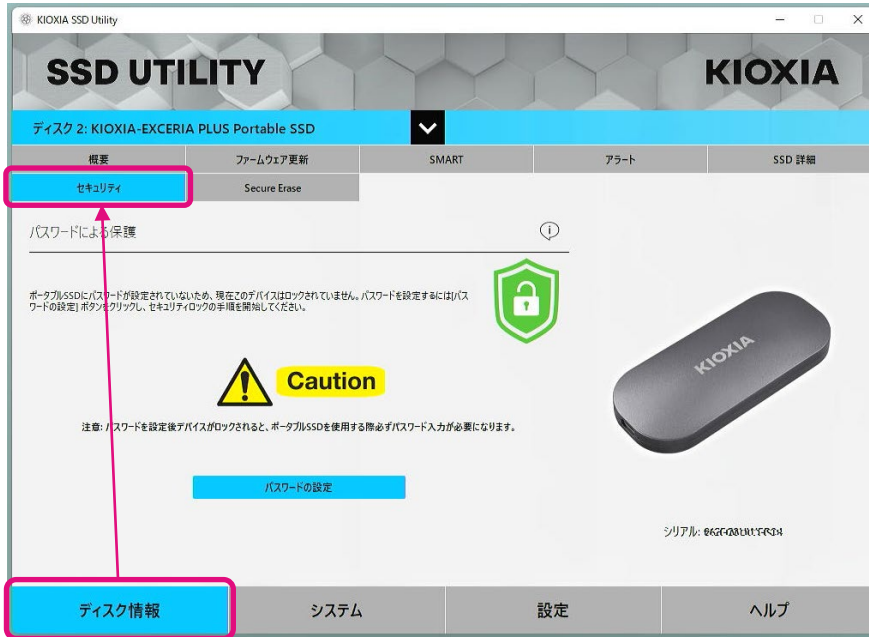 KIOXIA SSD Utility
SSD UTILITY
KIOXIA
ディスク 2: KIOXIA-EXCERIA PLUS Portable SSD
概要
ファームウェア更新
SMART
アラート
SSD 詳細
セキュリティ
Secure Erase
パスワードによる保護
ポータブルSSDにパスワードが設定されていないため、現在このデバイスはロックされていません。パスワードを設定するには[パス
ワードの設定] ボタンをクリックし、セキュリティロックの手順を開始してください。
Caution
注意: パスワードを設定後デバイスがロックされると、ポータブルSSDを使用する際必ずパスワード入力が必要になります。
パスワードの設定
KIOXIA
シリアル:
ディスク情報
システム
設定
ヘルプ